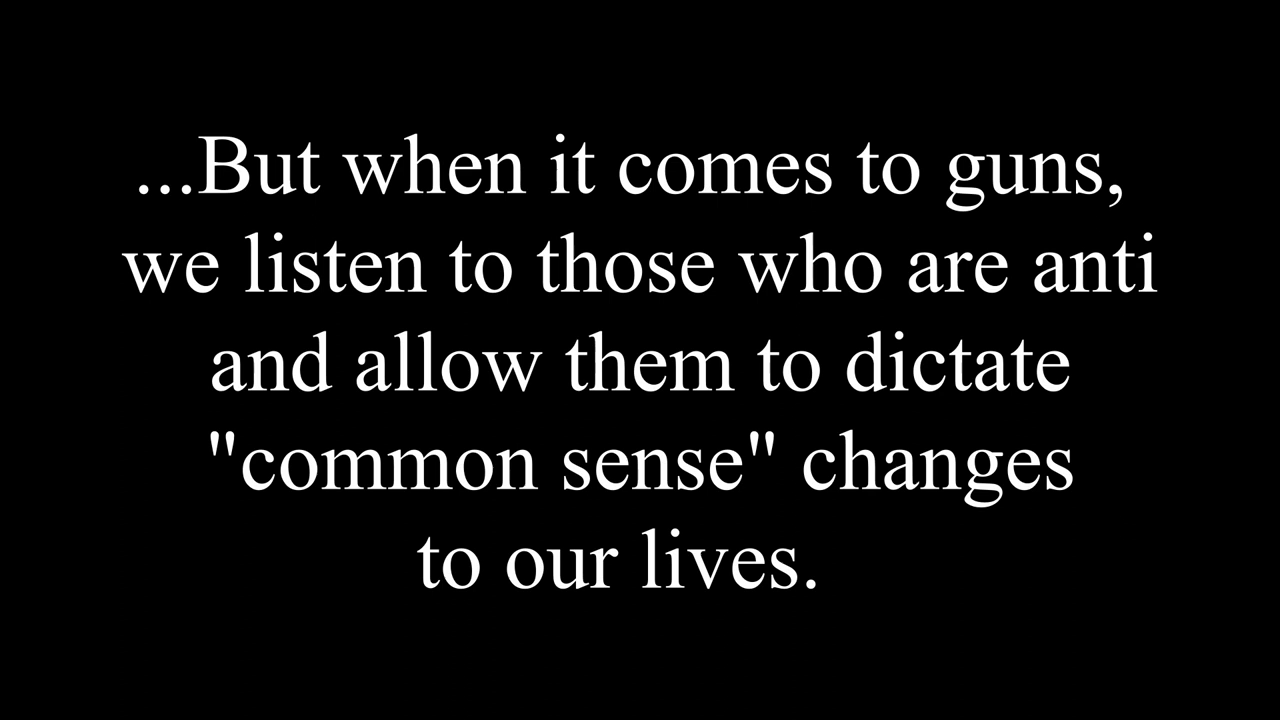 ...But when it comes to guns,
we listen to those who are anti
and allow them to dictate
"common sense" changes
to our lives.